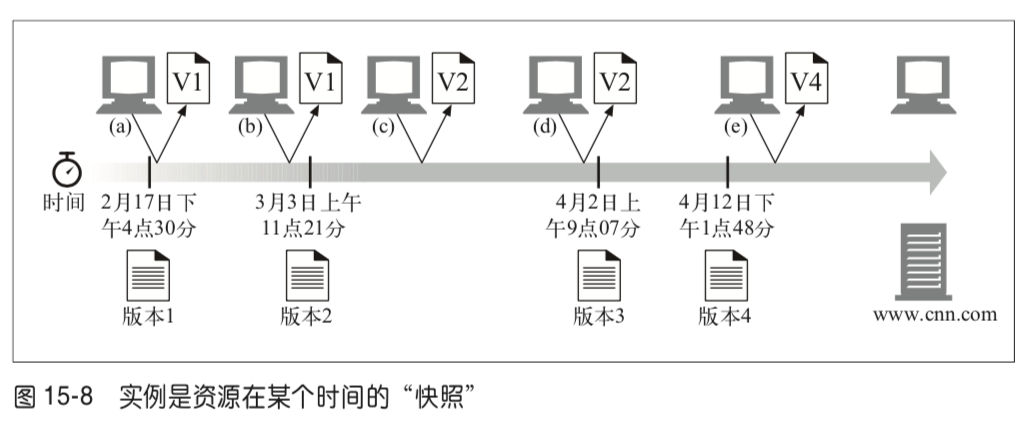 V1 V1 V2 V2 V4
(a) (b) (c) (d) (e)
时间
2月17日下
午4点30分
3月3日上午
11点21分
4月2日上
午9点07分
4月12日下
午1点48分
版本1
版本2
版本3
版本4
www.cnn.com
图 15-8 实例是资源在某个时间的“快照”